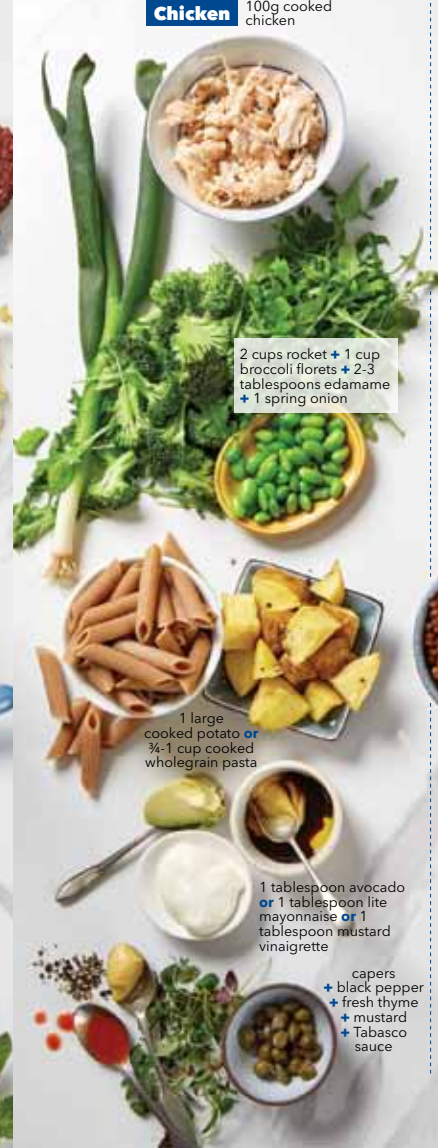 Chicken
100g cooked
chicken
2 cups rocket + 1 cup
broccoli florets + 2-3
tablespoons edamame
+ 1 spring onion
1 large
cooked potato or
¾-1 cup cooked
wholegrain pasta
1 tablespoon avocado
or 1 tablespoon lite
mayonnaise or 1
tablespoon mustard
vinaigrette
capers
+ black pepper
+ fresh thyme
+ mustard
+ Tabasco
sauce